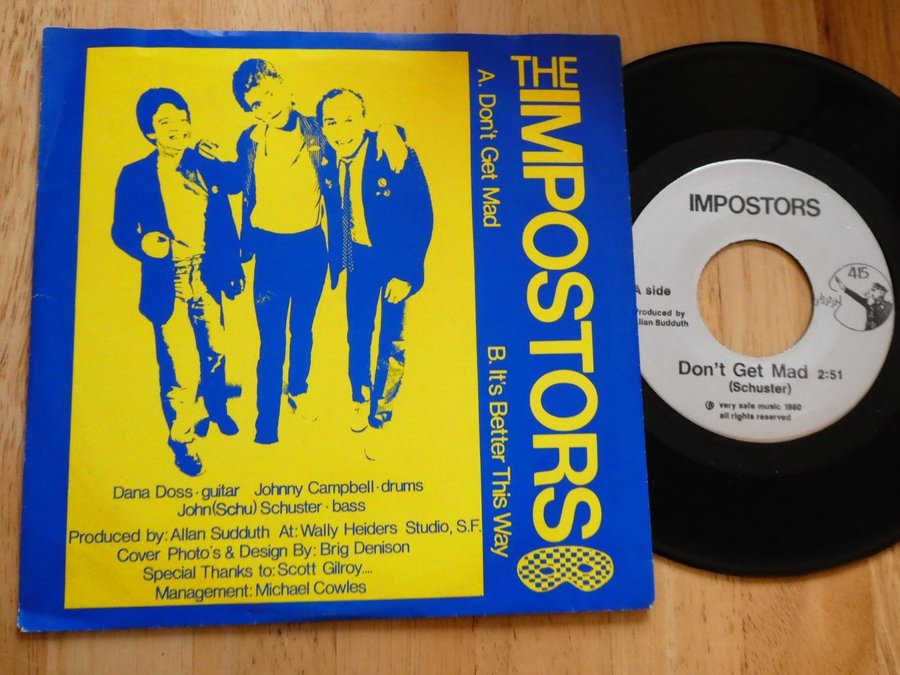 THE IMPOSTORS
A. Don't Get Mad
B. It's Better This Way
Dana Doss · guitar Johnny Campbell · drums
John(Schu) Schuster · bass
Produced by: Allan Sudduth At: Wally Heiders Studio, S.F.
Cover Photo's & Design By: Brig Denison
Special Thanks to: Scott Gilroy....
Management: Michael Cowles
IMPOSTORS
415
A side
Produced by
Allan Sudduth
Don't Get Mad 2:51
(Schuster)
℗ very safe music 1980
all rights reserved